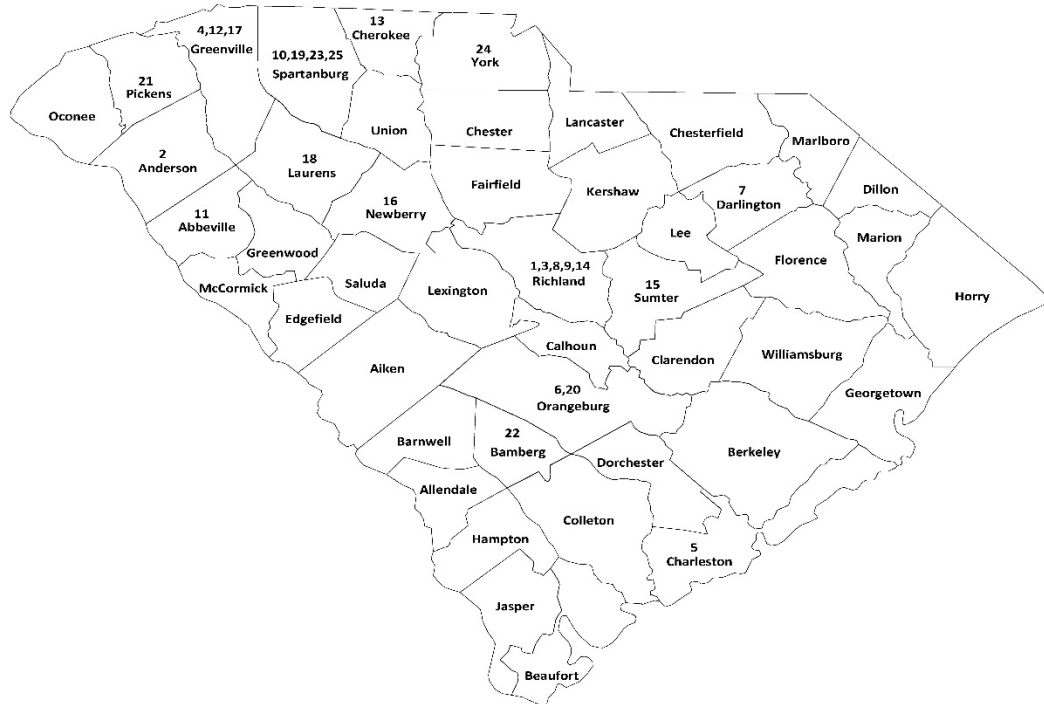 13
Cherokee
4,12,17
Greenville
10,19,23,25
Spartanburg
24
York
21
Pickens
Oconee
Union
Chester
Lancaster
Chesterfield
Marlboro
2
Anderson
18
Laurens
Fairfield
Kershaw
7
Darlington
Dillon
11
Abbeville
16
Newberry
Lee
Marion
Greenwood
Florence
McCormick
Saluda
Lexington
1,3,8,9,14
Richland
15
Sumter
Horry
Edgefield
Calhoun
Clarendon
Williamsburg
Aiken
6,20
Orangeburg
Georgetown
Barnwell
22
Bamberg
Dorchester
Berkeley
Allendale
Colleton
Hampton
5
Charleston
Jasper
Beaufort